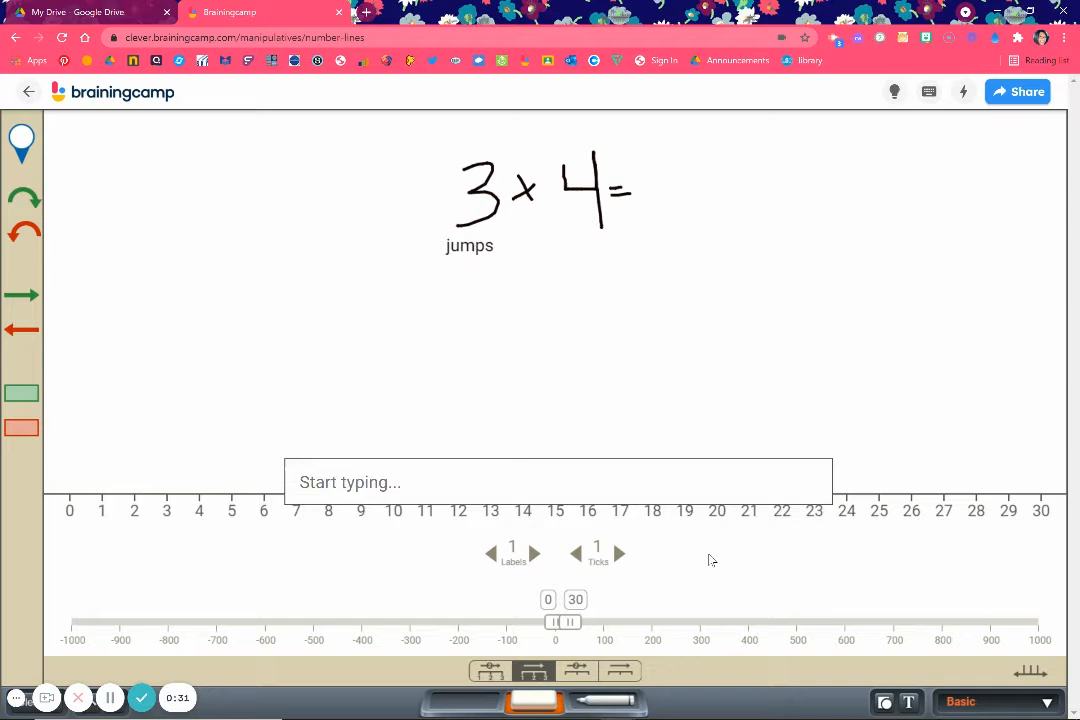 My Drive - Google Drive
Brainingcamp
clever.brainingcamp.com/manipulatives/number-lines
Apps
Sign In
Announcements
library
Reading list
brainingcamp
Share
3 x 4 =
jumps
Start typing...
0 1 2 3 4 5 6 7 8 9 10 11 12 13 14 15 16 17 18 19 20 21 22 23 24 25 26 27 28 29 30
1 1
Labels Ticks
0 30
-1000 -900 -800 -700 -600 -500 -400 -300 -200 -100 0 100 200 300 400 500 600 700 800 900 1000
0:31
T
Basic